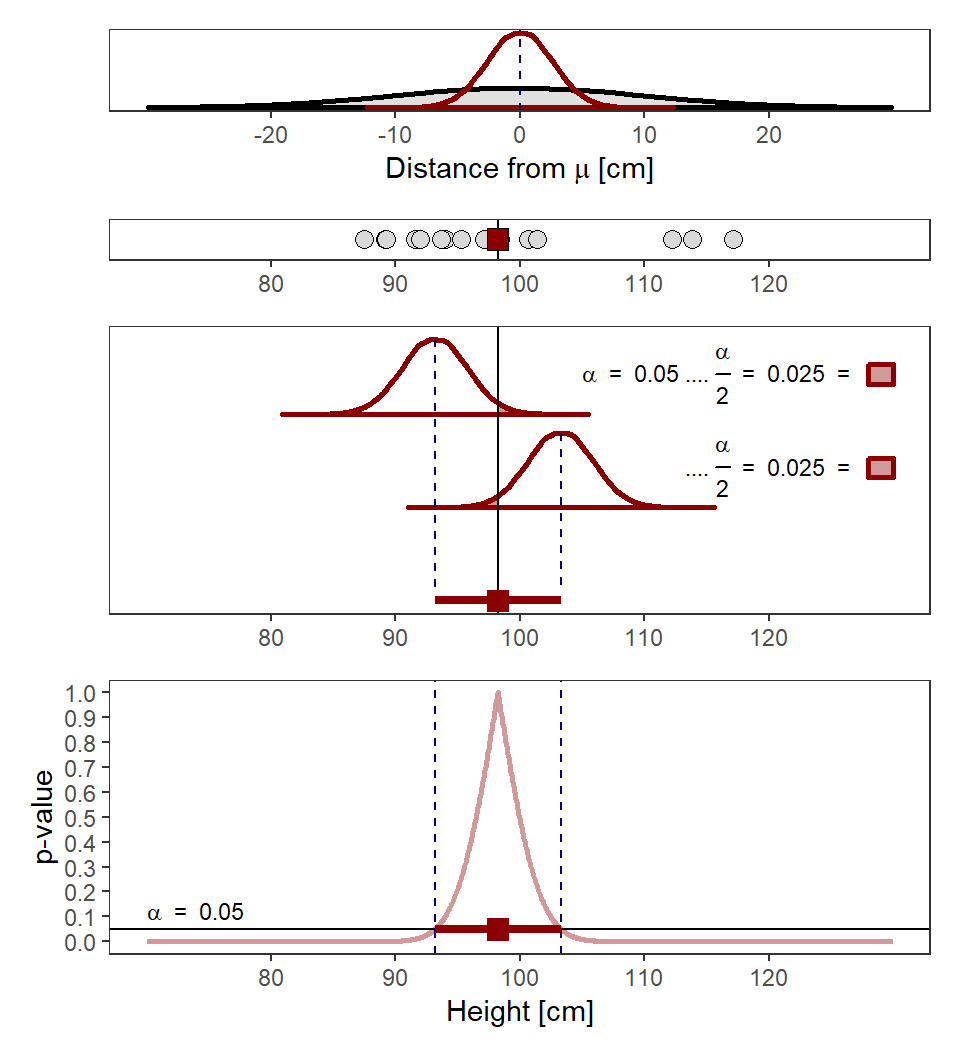 -20 -10 0 10 20
Distance from μ [cm]
80 90 100 110 120
α = 0.05 .... α/2 = 0.025 =
.... α/2 = 0.025 =
80 90 100 110 120
1.0
0.9
0.8
0.7
0.6
0.5
0.4
0.3
0.2
0.1
0.0
p-value
α = 0.05
80 90 100 110 120
Height [cm]